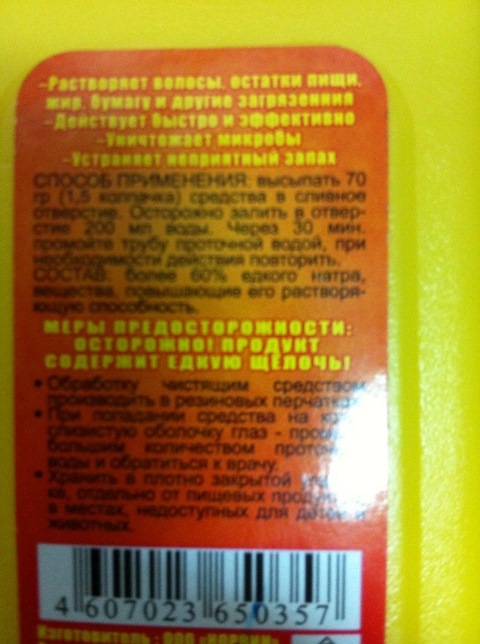 -Растворяет волосы, остатки пищи,
жир, бумагу и другие загрязнения
-Действует быстро и эффективно
-Уничтожает микробы
-Устраняет неприятный запах
СПОСОБ ПРИМЕНЕНИЯ: высыпать 70
гр (1,5 колпачка) средства в сливное
отверстие. Осторожно залить в отвер-
стие 200 мл воды. Через 30 мин.
промойте трубу проточной водой, при
необходимости действия повторить.
СОСТАВ: более 60% едкого натра,
вещества, повышающие его растворя-
ющую способность.
МЕРЫ ПРЕДОСТОРОЖНОСТИ:
ОСТОРОЖНО! ПРОДУКТ
СОДЕРЖИТ ЕДКУЮ ЩЁЛОЧЬ!
• Обработку чистящим средством
производить в резиновых перчатках.
• При попадании средства на
слизистую оболочку глаз -
большим количеством
воды и обратиться к врачу.
• Хранить в плотно закрытой
ке, отдельно от пищевых
в местах, недоступных для детей и
животных.
4 607023 650357
Изготовитель: ООО «НОРВИН»